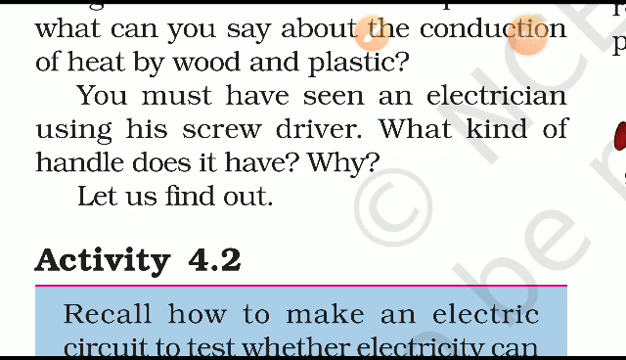 what can you say about the conduction
of heat by wood and plastic?
You must have seen an electrician
using his screw driver. What kind of
handle does it have? Why?
Let us find out.
Activity 4.2
Recall how to make an electric
circuit to test whether electricity can